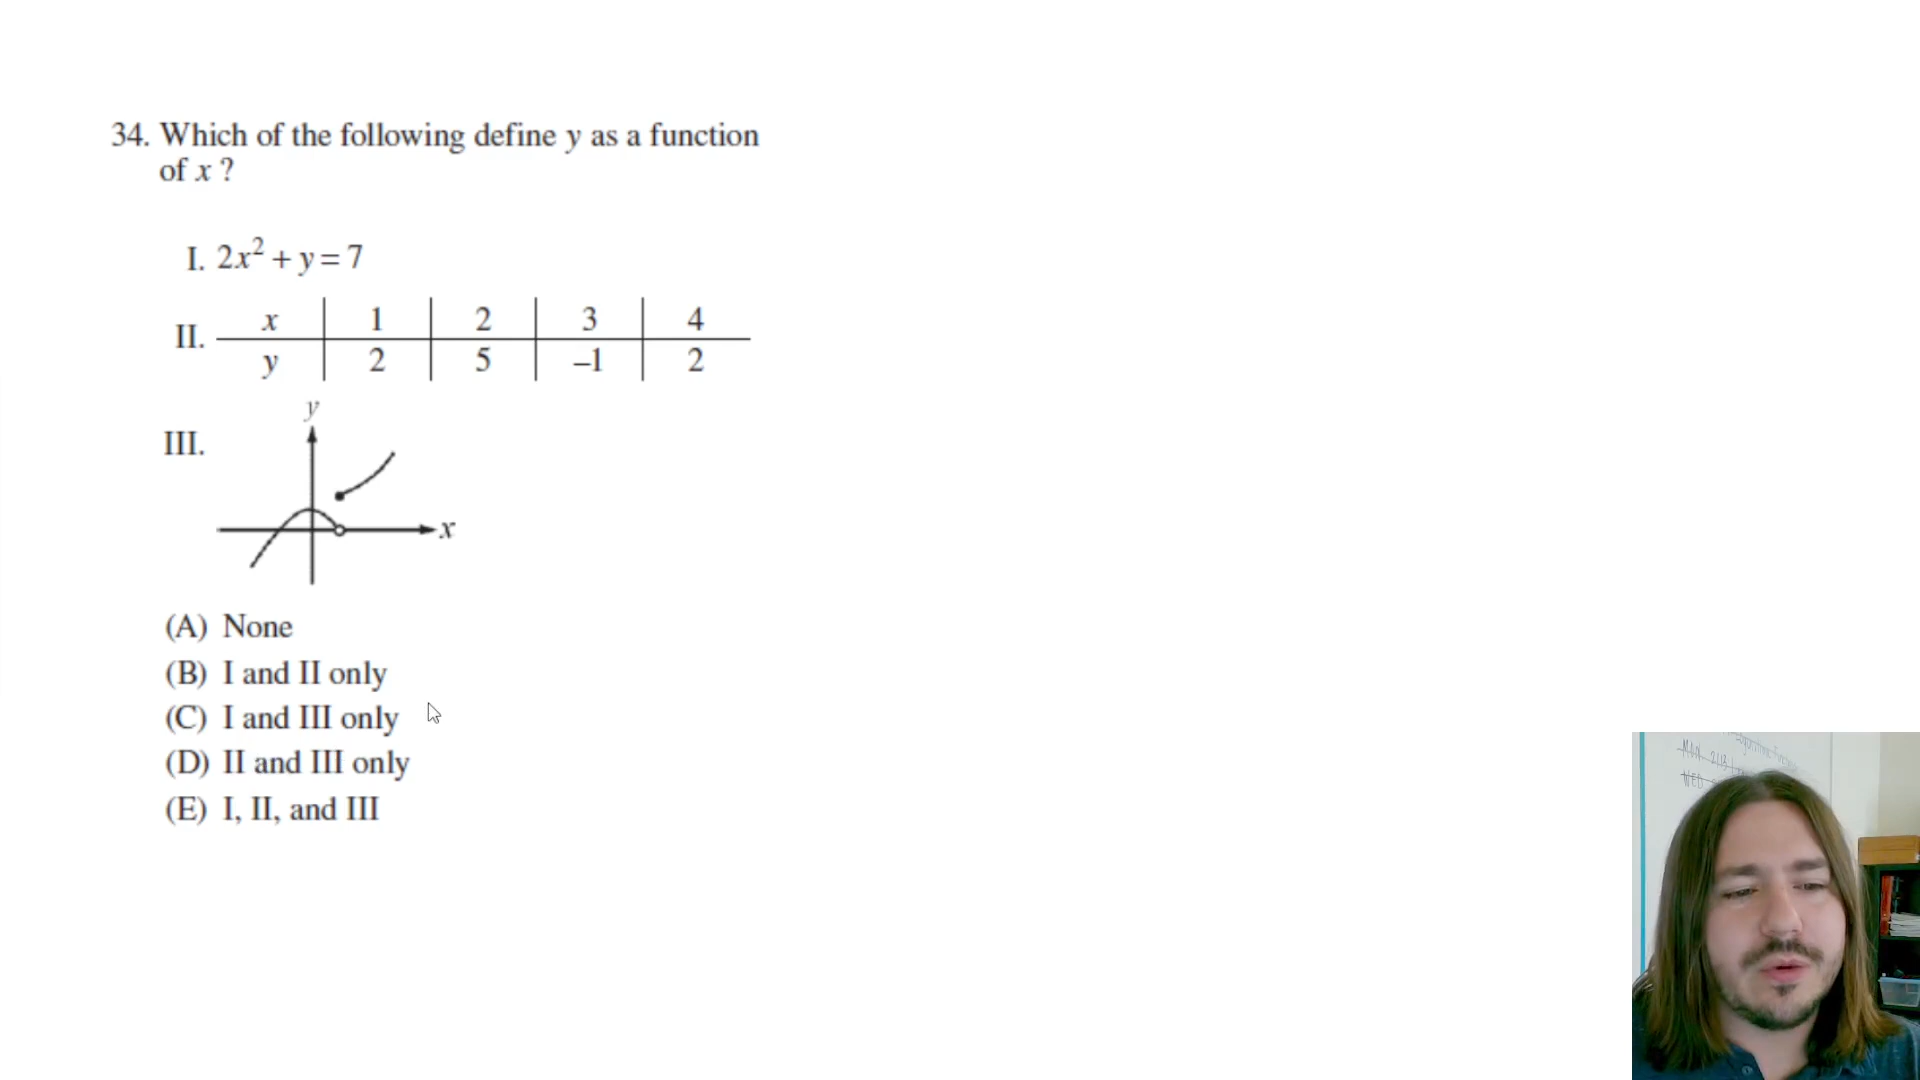 34. Which of the following define y as a function
of x ?
I. 2x² + y = 7
II. x 1 2 3 4
y 2 5 –1 2
y
III.
x
(A) None
(B) I and II only
(C) I and III only
(D) II and III only
(E) I, II, and III